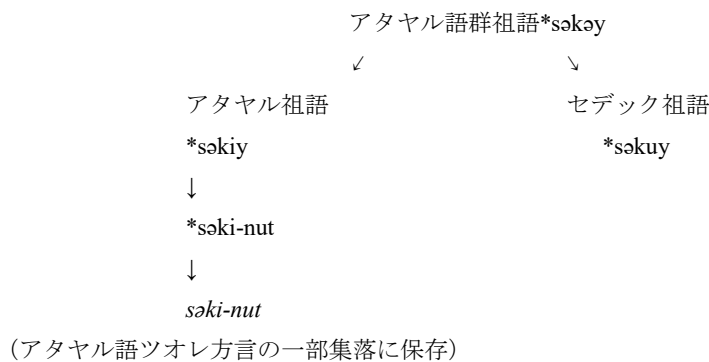 アタヤル語群祖語*səkəy
↙ ↘
アタヤル祖語 セデック祖語
*səkiy *səkuy
↓
*səki-nut
↓
səki-nut
（アタヤル語ツオレ方言の一部集落に保存）